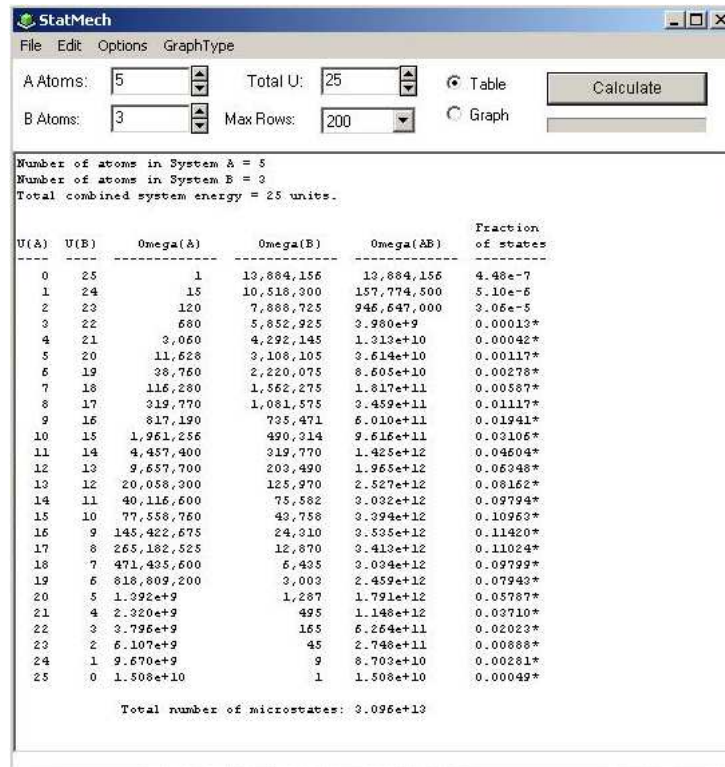 StatMech
File Edit Options GraphType
A Atoms: 5 Total U: 25 Table Calculate
B Atoms: 3 Max Rows: 200 Graph
Number of atoms in System A = 5
Number of atoms in System B = 3
Total combined system energy = 25 units.
Fraction
U(A) U(B) Omega(A) Omega(B) Omega(AB) of states
---- ---- ------------- ------------- ------------- ---------
0 25 1 13,884,156 13,884,156 4.48e-7
1 24 15 10,518,300 157,774,500 5.10e-6
2 23 120 7,888,725 946,647,000 3.06e-5
3 22 680 5,852,925 3.980e+9 0.00013*
4 21 3,060 4,292,145 1.313e+10 0.00042*
5 20 11,628 3,108,105 3.614e+10 0.00117*
6 19 38,760 2,220,075 8.605e+10 0.00278*
7 18 116,280 1,562,275 1.817e+11 0.00587*
8 17 319,770 1,081,575 3.459e+11 0.01117*
9 16 817,190 735,471 6.010e+11 0.01941*
10 15 1,961,256 490,314 9.616e+11 0.03106*
11 14 4,457,400 319,770 1.425e+12 0.04604*
12 13 9,657,700 203,490 1.965e+12 0.06348*
13 12 20,058,300 125,970 2.527e+12 0.08162*
14 11 40,116,600 75,582 3.032e+12 0.09794*
15 10 77,558,760 43,758 3.394e+12 0.10963*
16 9 145,422,675 24,310 3.535e+12 0.11420*
17 8 265,182,525 12,870 3.413e+12 0.11024*
18 7 471,435,600 6,435 3.034e+12 0.09799*
19 6 818,809,200 3,003 2.459e+12 0.07943*
20 5 1.392e+9 1,287 1.791e+12 0.05787*
21 4 2.320e+9 495 1.148e+12 0.03710*
22 3 3.796e+9 165 6.264e+11 0.02023*
23 2 6.107e+9 45 2.748e+11 0.00888*
24 1 9.670e+9 9 8.703e+10 0.00281*
25 0 1.508e+10 1 1.508e+10 0.00049*
Total number of microstates: 3.096e+13